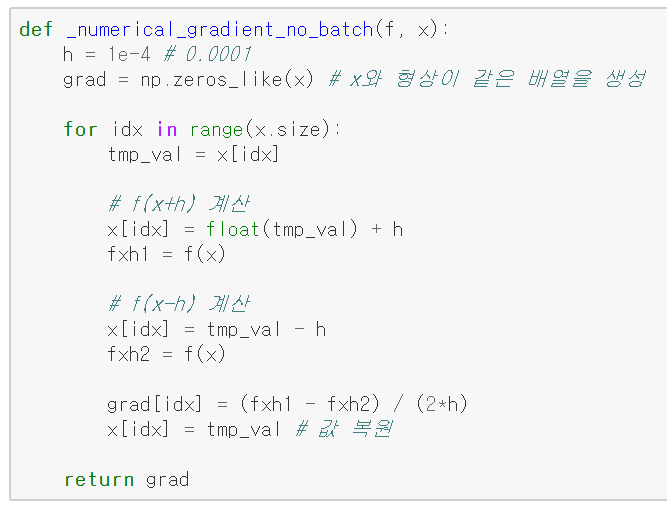 def _numerical_gradient_no_batch(f, x):
    h = 1e-4 # 0.0001
    grad = np.zeros_like(x) # x와 형상이 같은 배열을 생성

    for idx in range(x.size):
        tmp_val = x[idx]

        # f(x+h) 계산
        x[idx] = float(tmp_val) + h
        fxh1 = f(x)

        # f(x-h) 계산
        x[idx] = tmp_val - h
        fxh2 = f(x)

        grad[idx] = (fxh1 - fxh2) / (2*h)
        x[idx] = tmp_val # 값 복원

    return grad